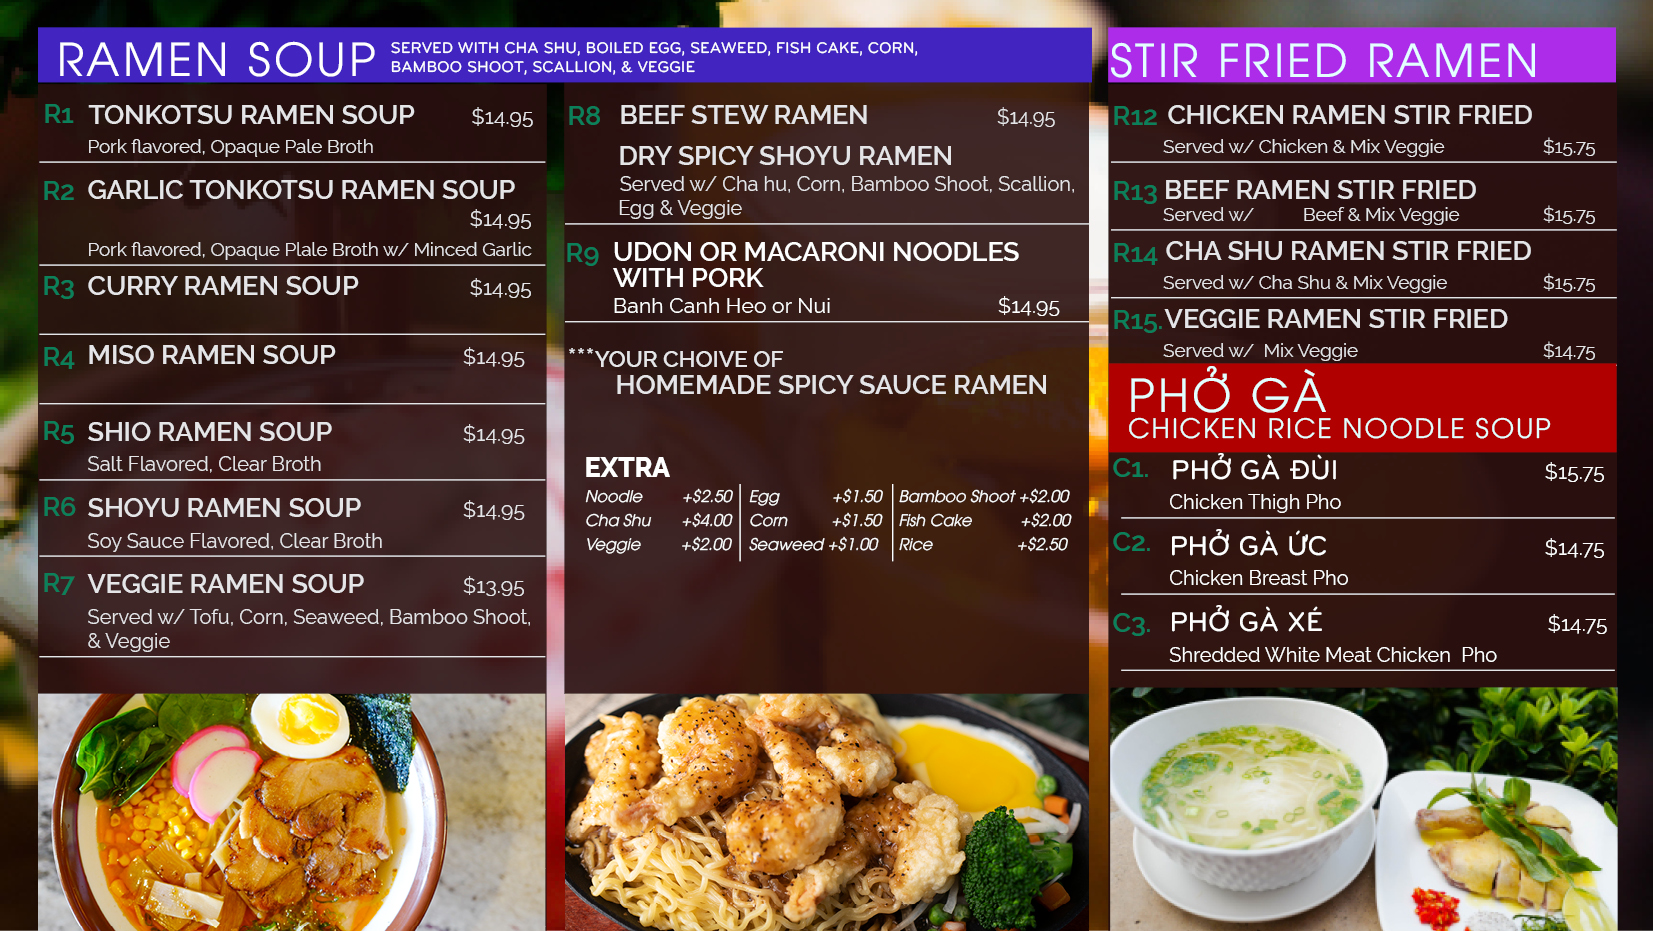 RAMEN SOUP
SERVED WITH CHA SHU, BOILED EGG, SEAWEED, FISH CAKE, CORN,
BAMBOO SHOOT, SCALLION, & VEGGIE
R1 TONKOTSU RAMEN SOUP $14.95
Pork flavored, Opaque Pale Broth
R2 GARLIC TONKOTSU RAMEN SOUP
$14.95
Pork flavored, Opaque Plale Broth w/ Minced Garlic
R3 CURRY RAMEN SOUP $14.95
R4 MISO RAMEN SOUP $14.95
R5 SHIO RAMEN SOUP $14.95
Salt Flavored, Clear Broth
R6 SHOYU RAMEN SOUP $14.95
Soy Sauce Flavored, Clear Broth
R7 VEGGIE RAMEN SOUP $13.95
Served w/ Tofu, Corn, Seaweed, Bamboo Shoot,
& Veggie
R8 BEEF STEW RAMEN $14.95
DRY SPICY SHOYU RAMEN
Served w/ Cha hu, Corn, Bamboo Shoot, Scallion,
Egg & Veggie
R9 UDON OR MACARONI NOODLES
WITH PORK
Banh Canh Heo or Nui $14.95
***YOUR CHOIVE OF
HOMEMADE SPICY SAUCE RAMEN
EXTRA
Noodle +$2.50 Egg +$1.50 Bamboo Shoot +$2.00
Cha Shu +$4.00 Corn +$1.50 Fish Cake +$2.00
Veggie +$2.00 Seaweed +$1.00 Rice +$2.50
STIR FRIED RAMEN
R12 CHICKEN RAMEN STIR FRIED
Served w/ Chicken & Mix Veggie $15.75
R13 BEEF RAMEN STIR FRIED
Served w/ Beef & Mix Veggie $15.75
R14 CHA SHU RAMEN STIR FRIED
Served w/ Cha Shu & Mix Veggie $15.75
R15. VEGGIE RAMEN STIR FRIED
Served w/ Mix Veggie $14.75
PHỞ GÀ
CHICKEN RICE NOODLE SOUP
C1. PHỞ GÀ ĐÙI $15.75
Chicken Thigh Pho
C2. PHỞ GÀ ỨC $14.75
Chicken Breast Pho
C3. PHỞ GÀ XÉ $14.75
Shredded White Meat Chicken Pho